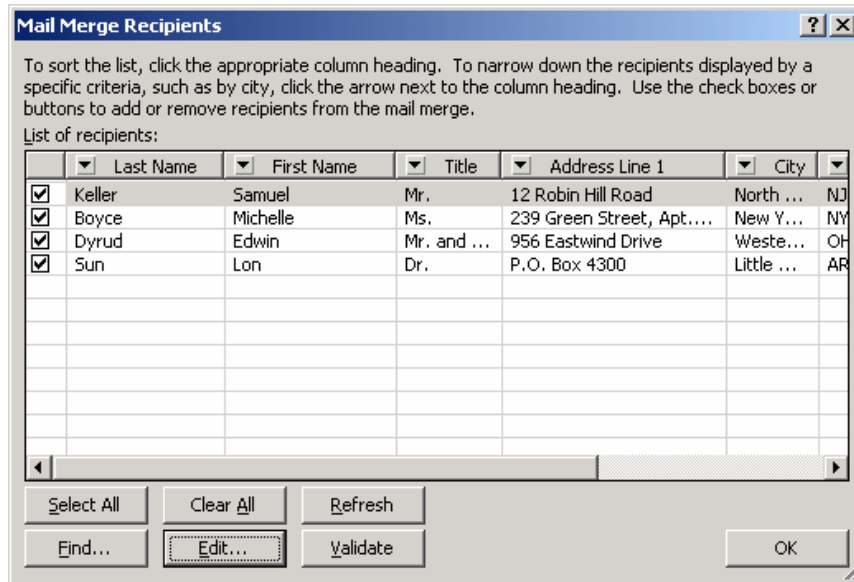 Mail Merge Recipients
To sort the list, click the appropriate column heading. To narrow down the recipients displayed by a
specific criteria, such as by city, click the arrow next to the column heading. Use the check boxes or
buttons to add or remove recipients from the mail merge.
List of recipients:
Last Name First Name Title Address Line 1 City
Keller Samuel Mr. 12 Robin Hill Road North ... NJ
Boyce Michelle Ms. 239 Green Street, Apt.... New Y... NY
Dyrud Edwin Mr. and ... 956 Eastwind Drive Weste... OH
Sun Lon Dr. P.O. Box 4300 Little ... AR
Select All Clear All Refresh
Find... Edit... Validate OK